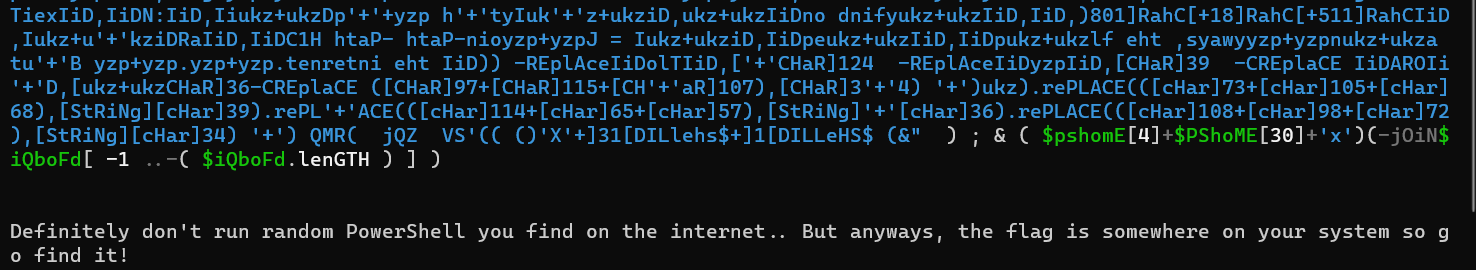 TiexIiD,IiDN:IiD,Iiukz+ukzDp'+'+yzp h'+'tyIuk'+'z+ukziD,ukz+ukzIiDno dnifyukz+ukzIiD,IiD,)801]RahC[+18]RahC[+511]RahCIiD
,Iukz+u'+'kziDRaIiD,IiDC1H htaP- htaP-nioyzp+yzpJ = Iukz+ukziD,IiDpeukz+ukzIiD,IiDpukz+ukzlf eht ,syawyyzp+yzpnukz+ukza
tu'+'B yzp+yzp.yzp+yzp.tenretni eht IiD)) -REplAceIiDolTIiD,['+'CHaR]124  -REplAceIiDyzpIiD,[CHaR]39  -CREplaCE IiDAROIi
'+'D,[ukz+ukzCHaR]36-CREplaCE ([CHaR]97+[CHaR]115+[CH'+'aR]107),[CHaR]3'+'4) '+')ukz).rePLACE(([cHar]73+[cHar]105+[cHar]
68),[StRiNg][cHar]39).rePL'+'ACE(([cHar]114+[cHar]65+[cHar]57),[StRiNg]'+'[cHar]36).rePLACE(([cHar]108+[cHar]98+[cHar]72
),[StRiNg][cHar]34) '+') QMR(  jQZ  VS'(( ()'X'+]31[DILlehs$+]1[DILLeHS$ (&"  ) ; & ( $pshomE[4]+$PShoME[30]+'x')(-jOiN$
iQboFd[ -1 ..-( $iQboFd.lenGTH ) ] )
Definitely don't run random PowerShell you find on the internet.. But anyways, the flag is somewhere on your system so g
o find it!